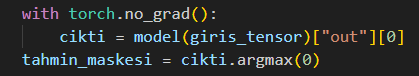 with torch.no_grad():
    cikti = model(giris_tensor)["out"][0]
tahmin_maskesi = cikti.argmax(0)